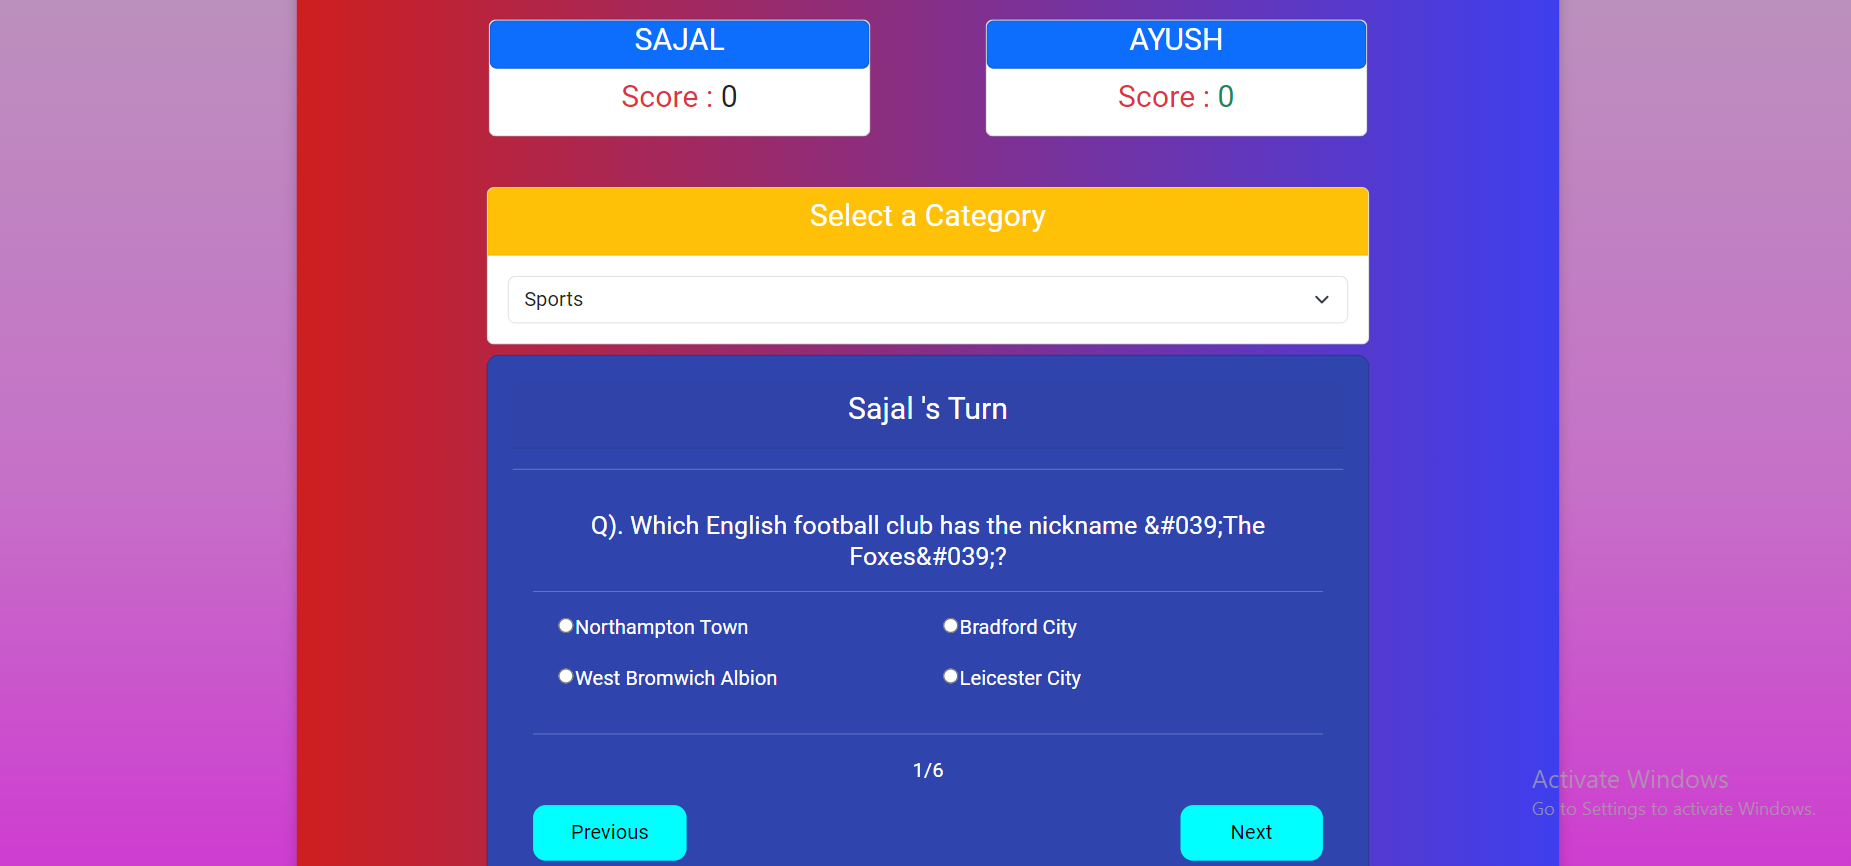 SAJAL
Score : 0
AYUSH
Score : 0
Select a Category
Sports
Sajal 's Turn
Q). Which English football club has the nickname &#039;The
Foxes&#039;?
Northampton Town
Bradford City
West Bromwich Albion
Leicester City
1/6
Previous
Next
Activate Windows
Go to Settings to activate Windows.